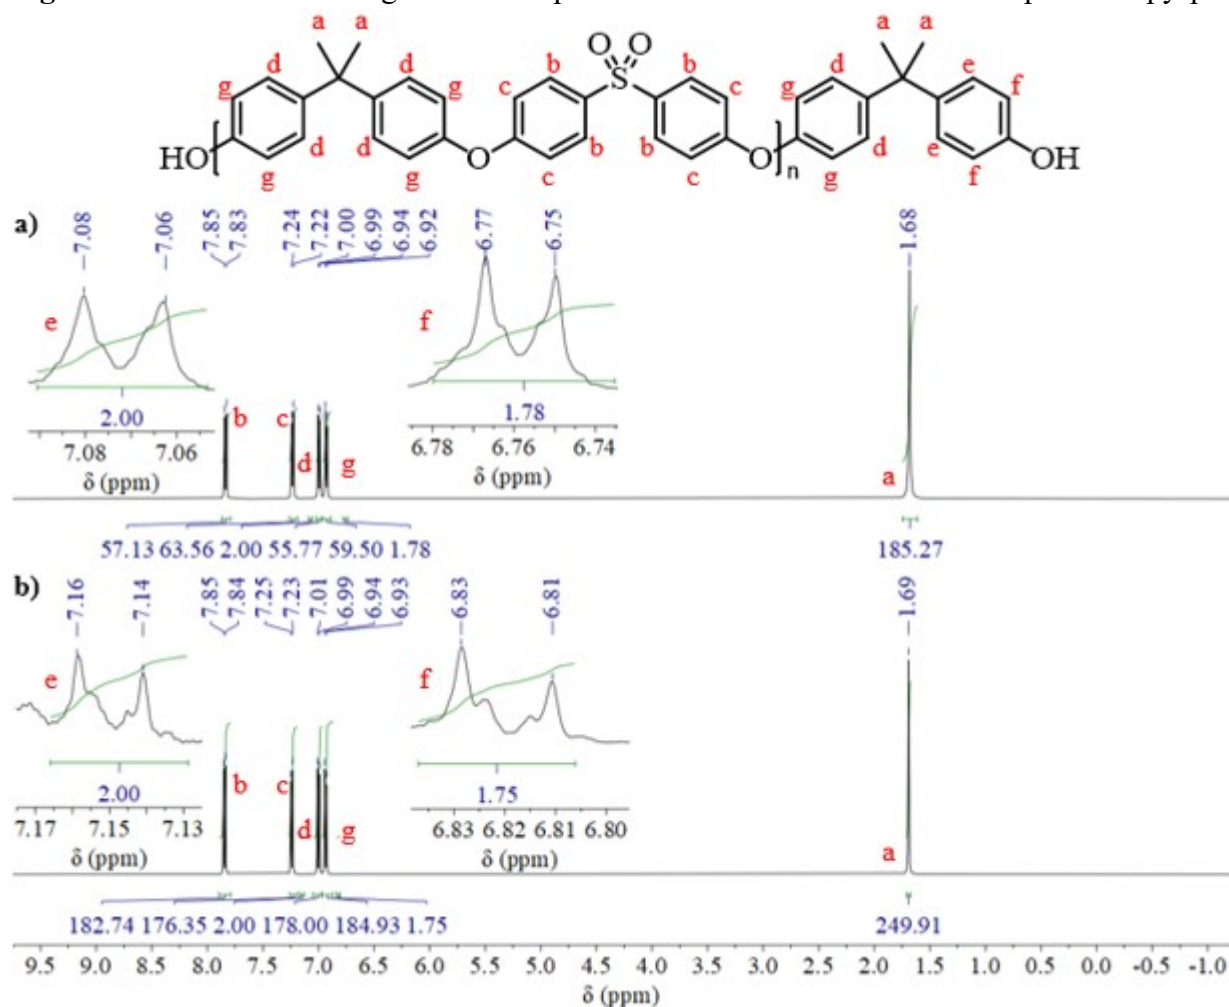 a a a a
d d b b d e
g g c c g f
HO O S O O O n OH
g d d g c b b c g d e f
a)
7.08 7.06 7.85 7.83 7.24 7.22 7.00 6.99 6.94 6.92 6.77 6.75 1.68
e f
2.00 1.78
b c d g a
7.08 7.06 6.78 6.76 6.74
δ (ppm) δ (ppm)
57.13 63.56 2.00 55.77 59.50 1.78 185.27
b)
7.16 7.14 7.85 7.84 7.25 7.23 7.01 6.99 6.94 6.93 6.83 6.81 1.69
e f
2.00 1.75
b c d g a
7.17 7.15 7.13 6.83 6.82 6.81 6.80
δ (ppm) δ (ppm)
182.74 176.35 2.00 178.00 184.93 1.75 249.91
9.5 9.0 8.5 8.0 7.5 7.0 6.5 6.0 5.5 5.0 4.5 4.0 3.5 3.0 2.5 2.0 1.5 1.0 0.5 0.0 -0.5 -1.0
δ (ppm)